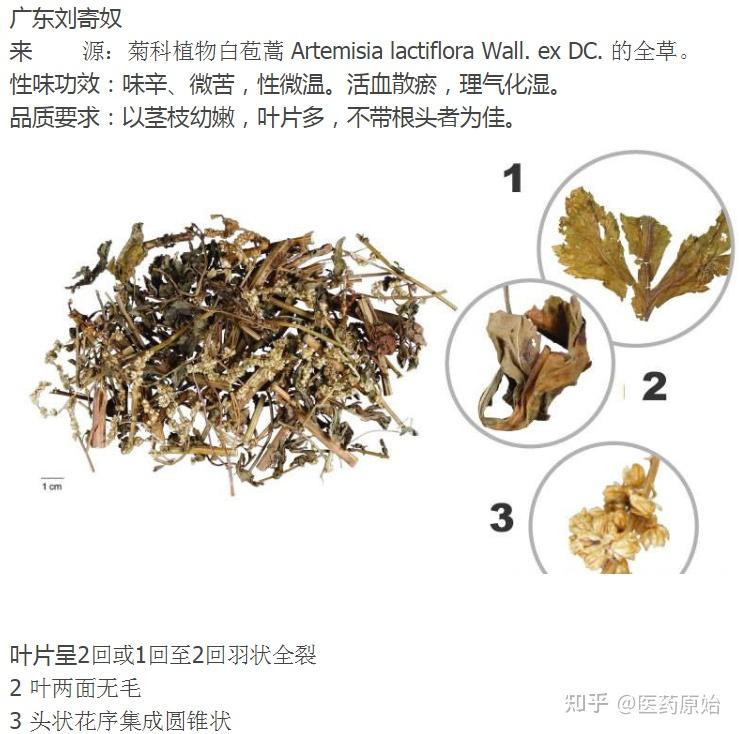 广东刘寄奴
来 源：菊科植物白苞蒿 Artemisia lactiflora Wall. ex DC. 的全草。
性味功效：味辛、微苦，性微温。活血散瘀，理气化湿。
品质要求：以茎枝幼嫩，叶片多，不带根头者为佳。
1
2
3
1 cm
叶片呈2回或1回至2回羽状全裂
2 叶两面无毛
3 头状花序集成圆锥状
知乎 @医药原始